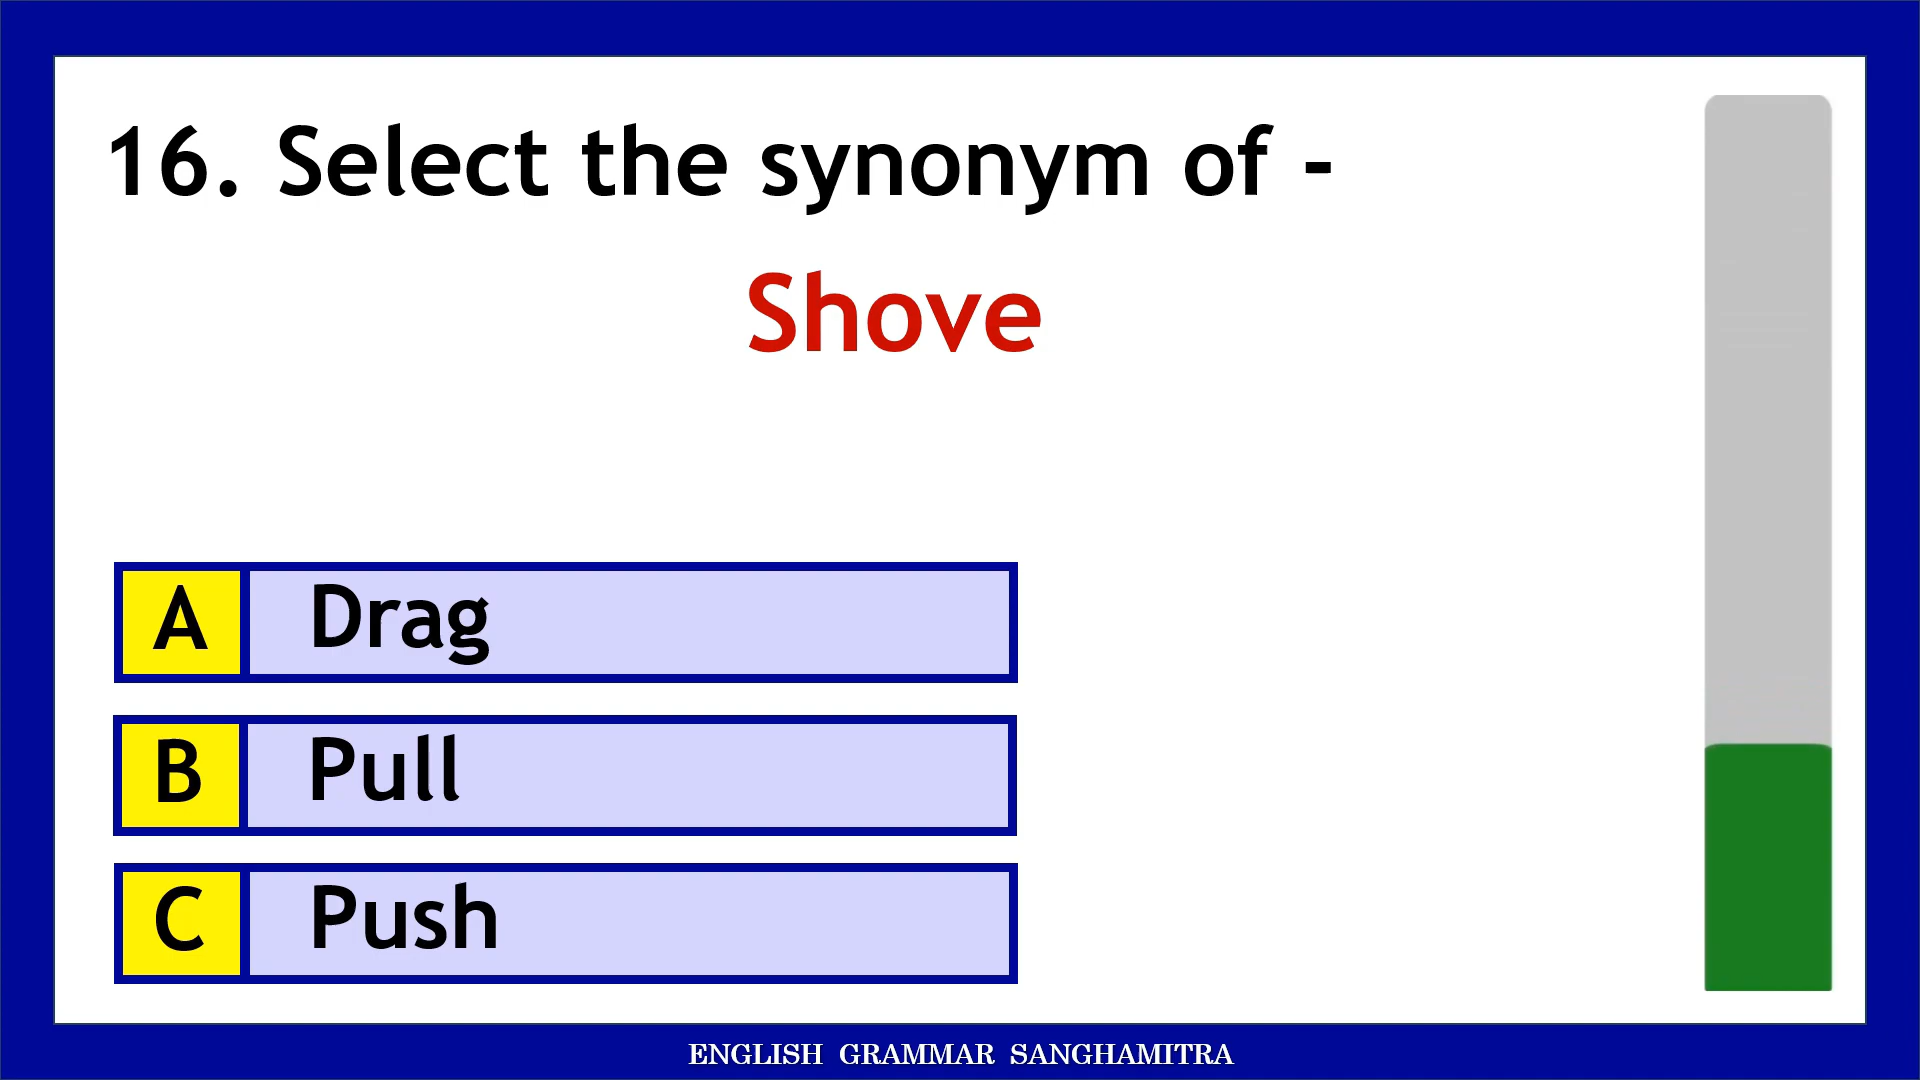 16. Select the synonym of -
Shove
A Drag
B Pull
C Push
ENGLISH GRAMMAR SANGHAMITRA